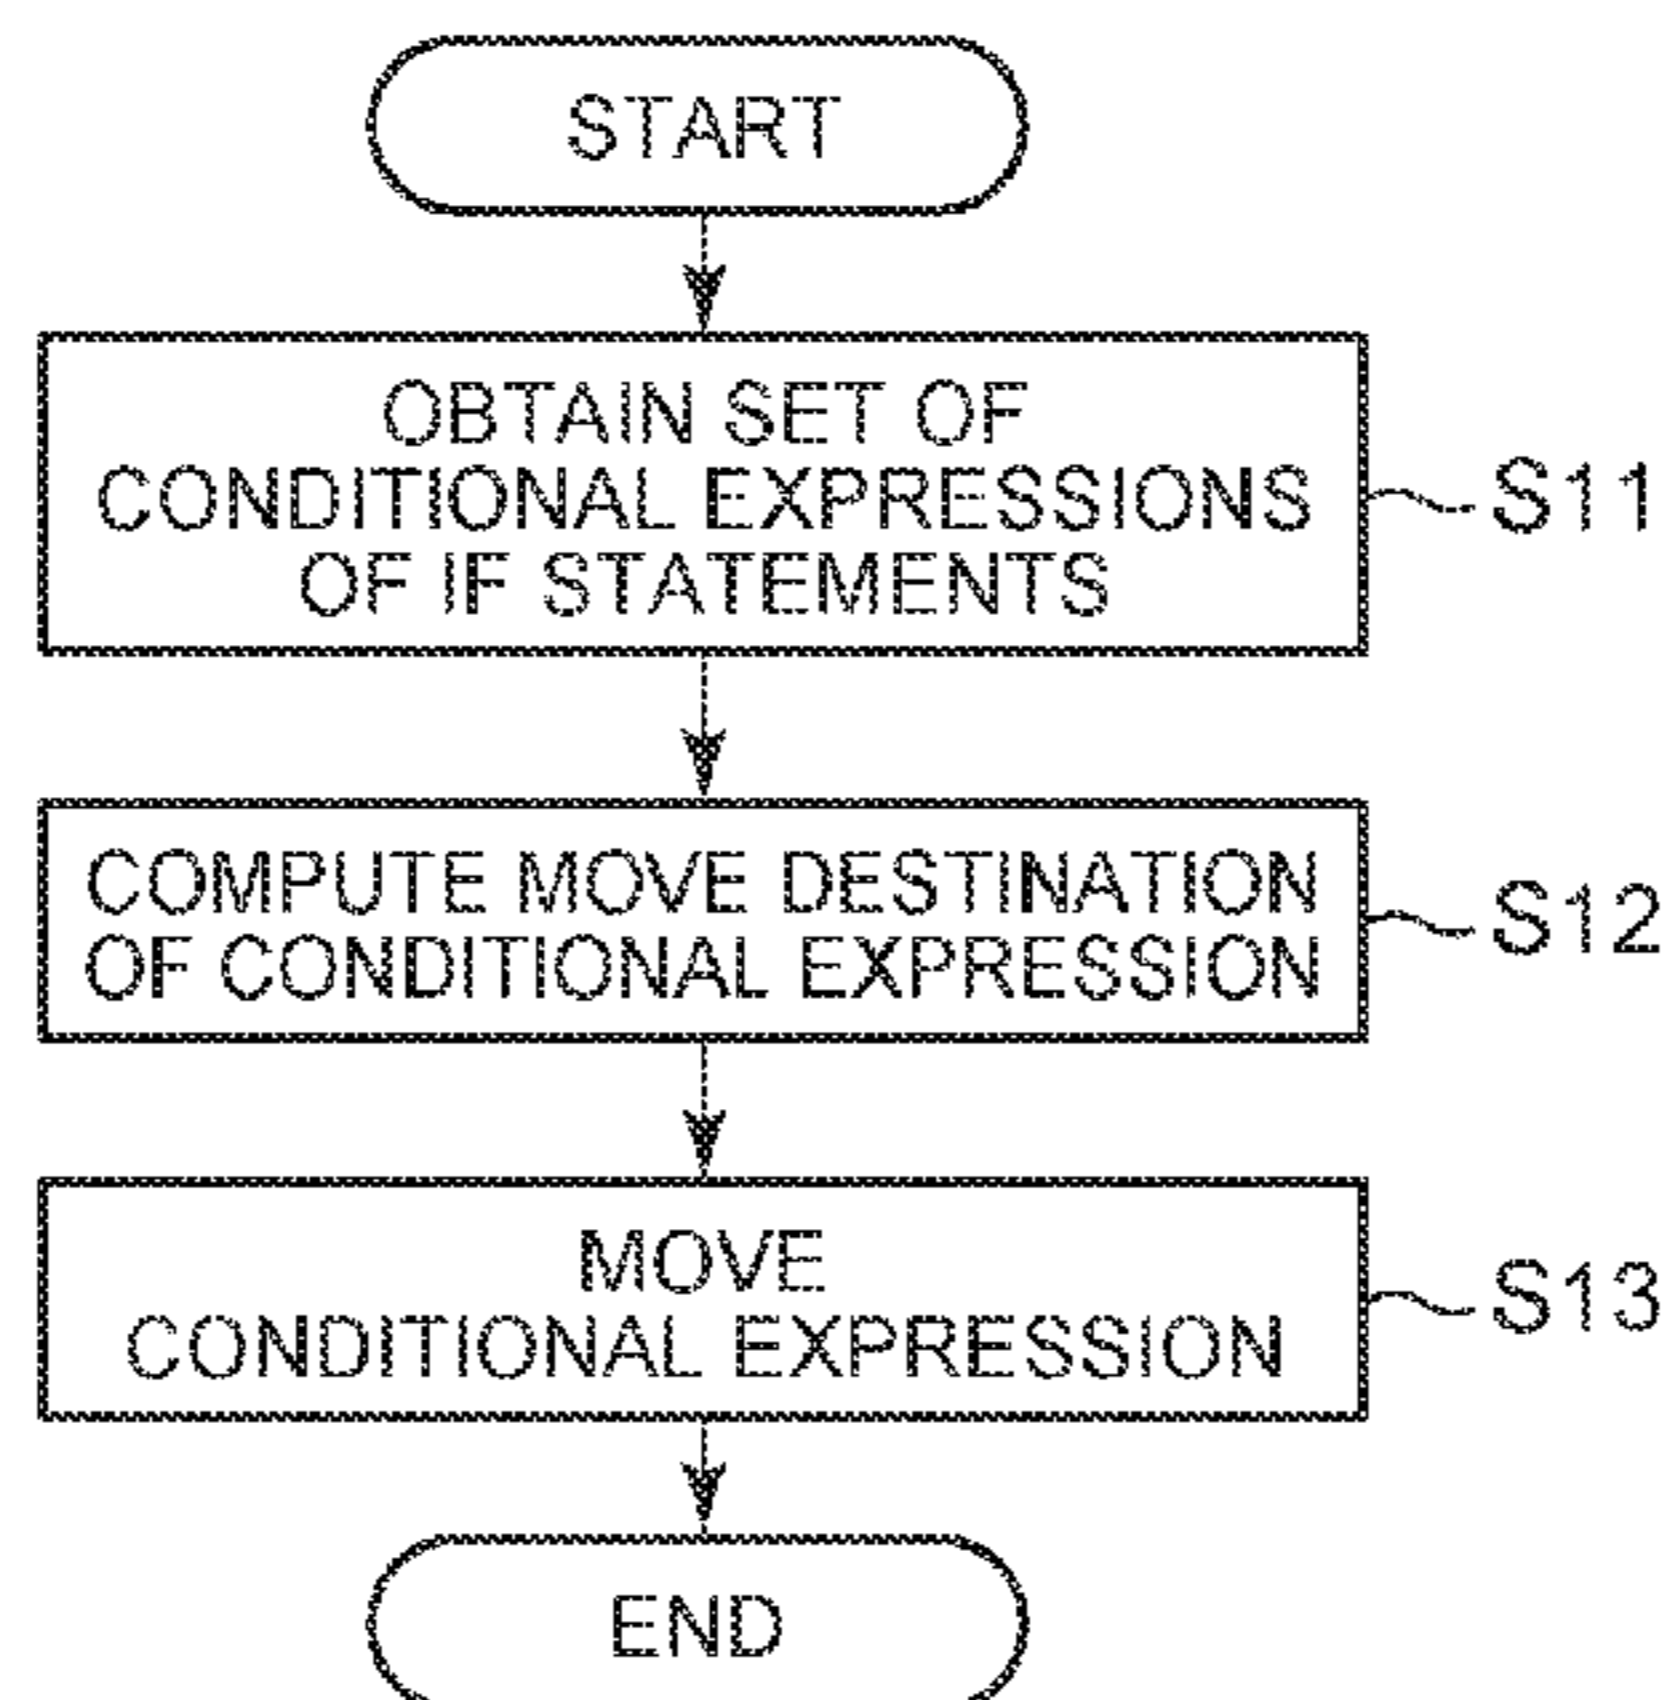 START
OBTAIN SET OF
CONDITIONAL EXPRESSIONS
OF IF STATEMENTS
S11
COMPUTE MOVE DESTINATION
OF CONDITIONAL EXPRESSION
S12
MOVE
CONDITIONAL EXPRESSION
S13
END